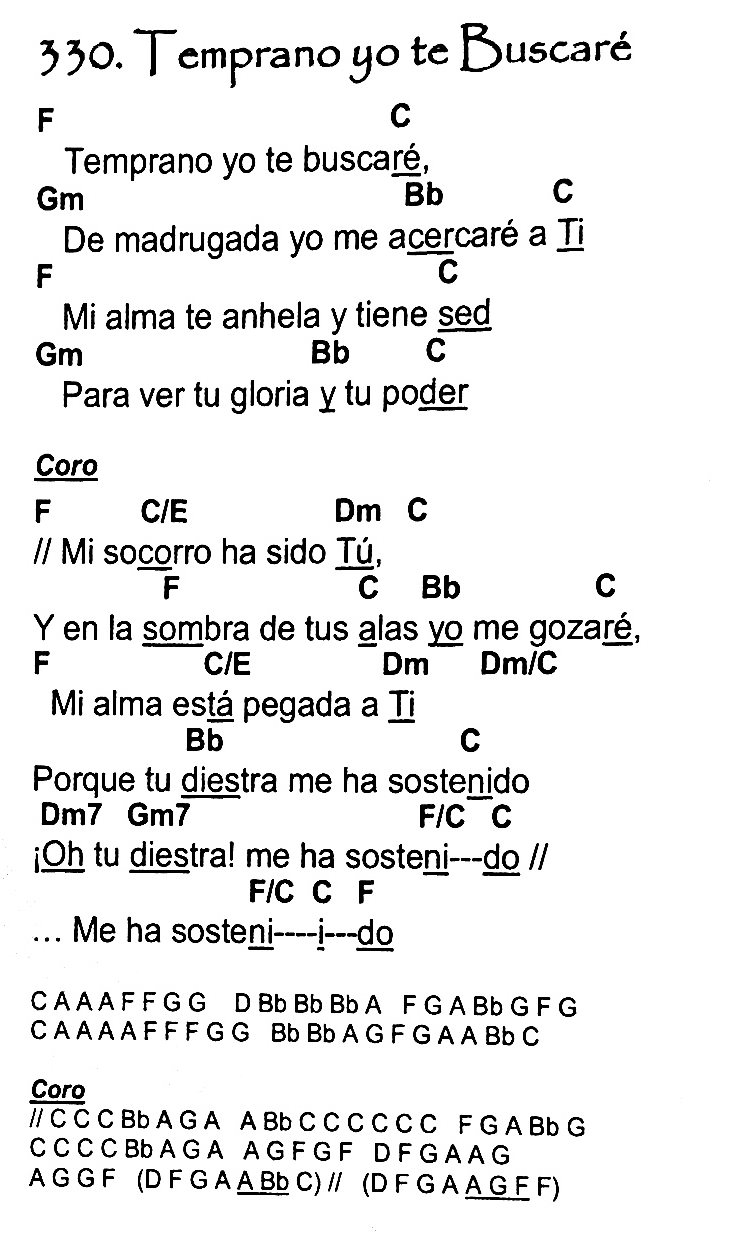 330. Temprano yo te Buscaré
F C
Temprano yo te buscaré,
Gm Bb C
De madrugada yo me acercaré a Ti
F C
Mi alma te anhela y tiene sed
Gm Bb C
Para ver tu gloria y tu poder
Coro
F C/E Dm C
// Mi socorro ha sido Tú,
F C Bb C
Y en la sombra de tus alas yo me gozaré,
F C/E Dm Dm/C
Mi alma está pegada a Ti
Bb C
Porque tu diestra me ha sostenido
Dm7 Gm7 F/C C
¡Oh tu diestra! me ha sosteni---do //
F/C C F
... Me ha sosteni----i---do
C A A A F F G G D Bb Bb Bb A F G A Bb G F G
C A A A A F F F G G Bb Bb A G F G A A Bb C
Coro
// C C C Bb A G A A Bb C C C C C C F G A Bb G
C C C C Bb A G A A G F G F D F G A A G
A G G F (D F G A A Bb C) // (D F G A A G F F)